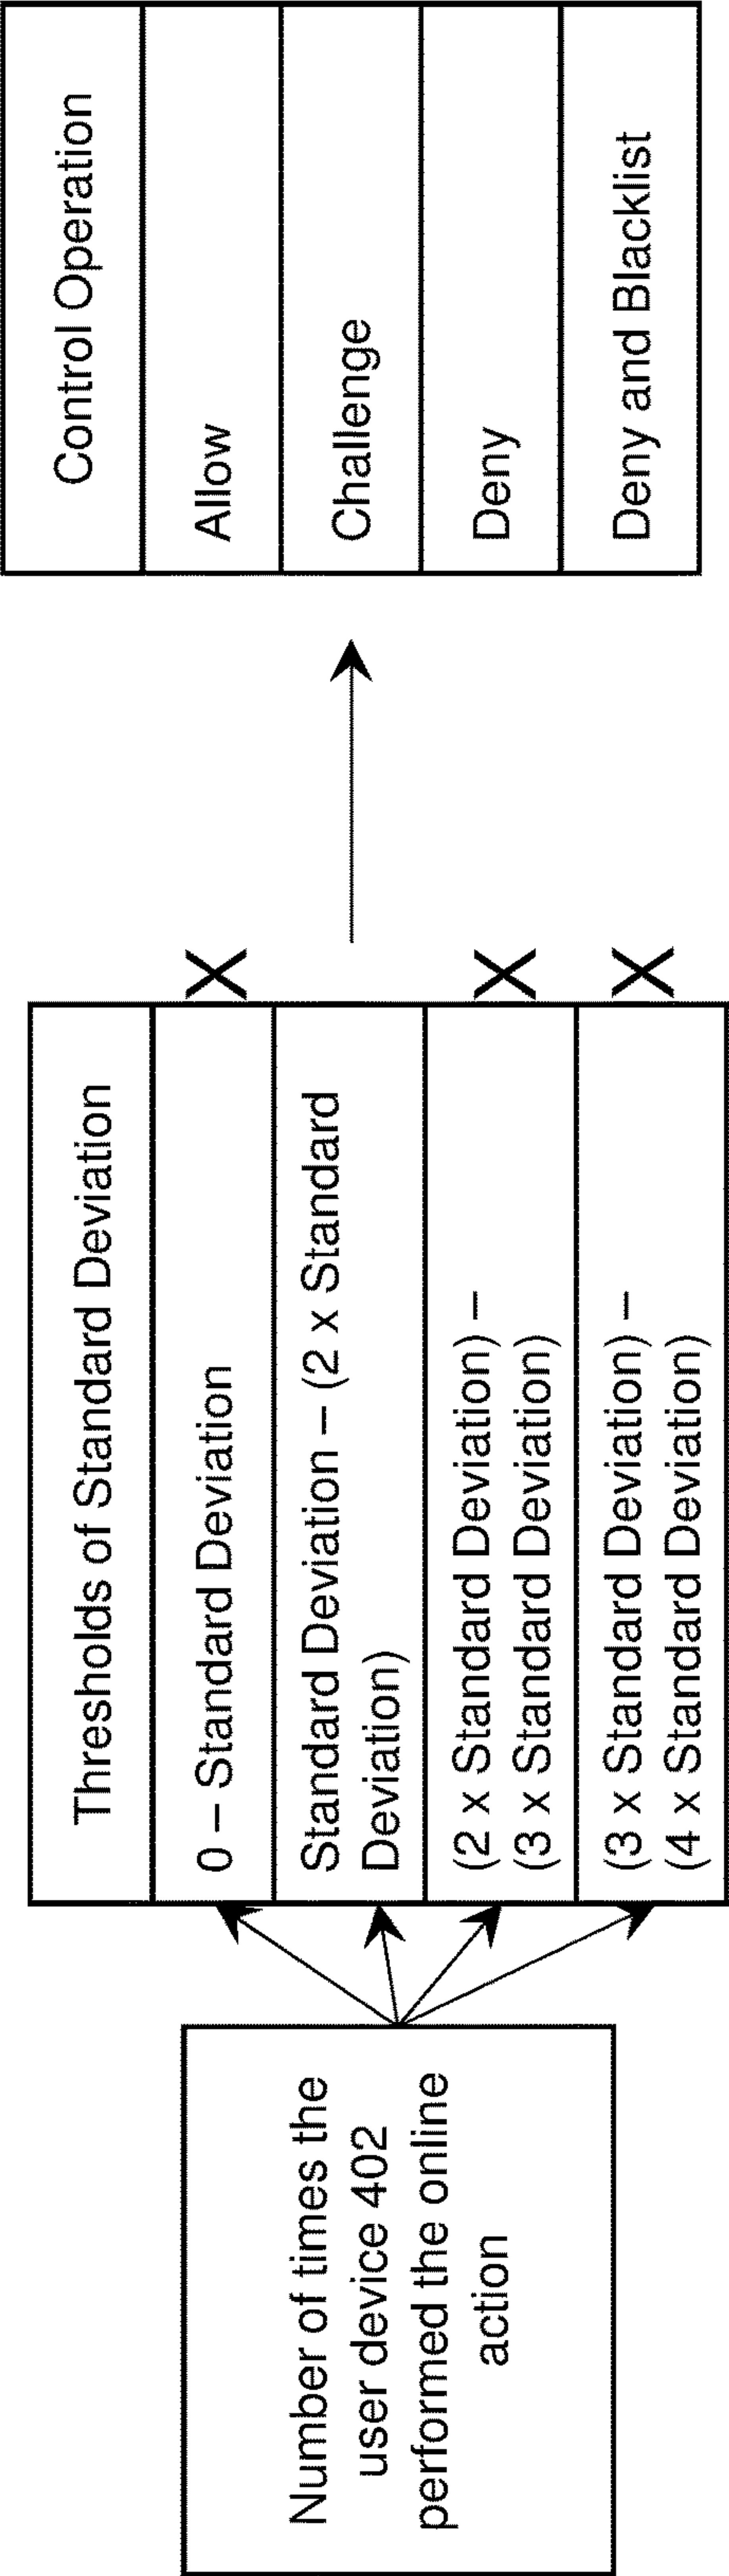 Number of times the
user device 402
performed the online
action
Thresholds of Standard Deviation
0 – Standard Deviation
Standard Deviation – (2 x Standard
Deviation)
(2 x Standard Deviation) –
(3 x Standard Deviation)
(3 x Standard Deviation) –
(4 x Standard Deviation)
X
X
X
Control Operation
Allow
Challenge
Deny
Deny and Blacklist